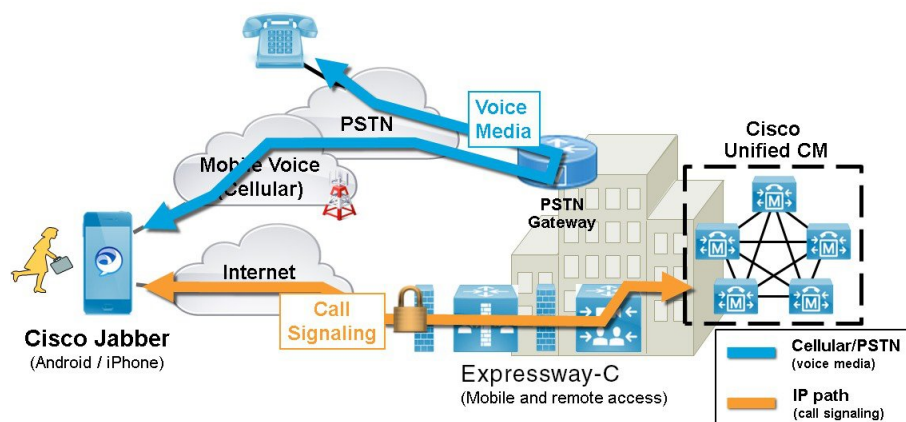 Voice
Media
PSTN
Mobile Voice
(Cellular)
PSTN
Gateway
Cisco
Unified CM
M
M
M
M
M
Internet
Call
Signaling
Cisco Jabber
(Android / iPhone)
Expressway-C
(Mobile and remote access)
Cellular/PSTN
(voice media)
IP path
(call signaling)